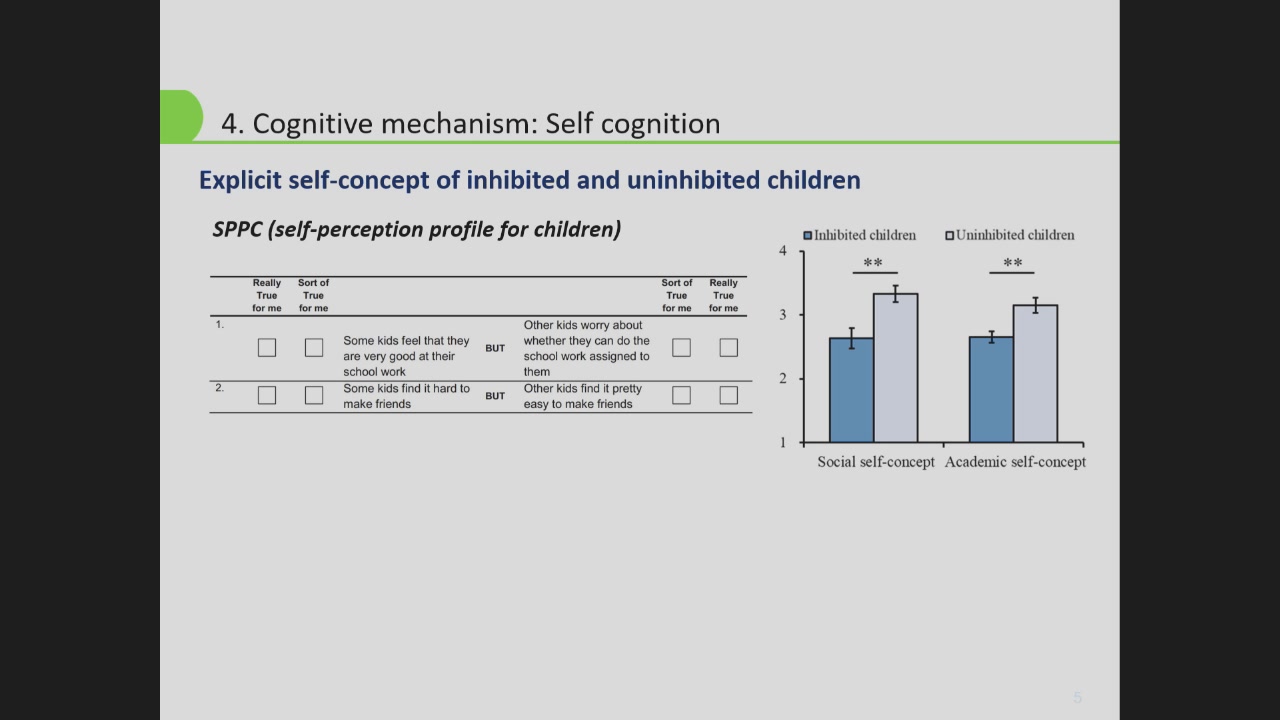 4. Cognitive mechanism: Self cognition
Explicit self-concept of inhibited and uninhibited children
SPPC (self-perception profile for children)
Really
True
for me
Sort of
True
for me
Sort of
True
for me
Really
True
for me
1.
Some kids feel that they
are very good at their
school work
BUT
Other kids worry about
whether they can do the
school work assigned to
them
2.
Some kids find it hard to
make friends
BUT
Other kids find it pretty
easy to make friends
Inhibited children
Uninhibited children
4
3
2
1
**
**
Social self-concept
Academic self-concept
5